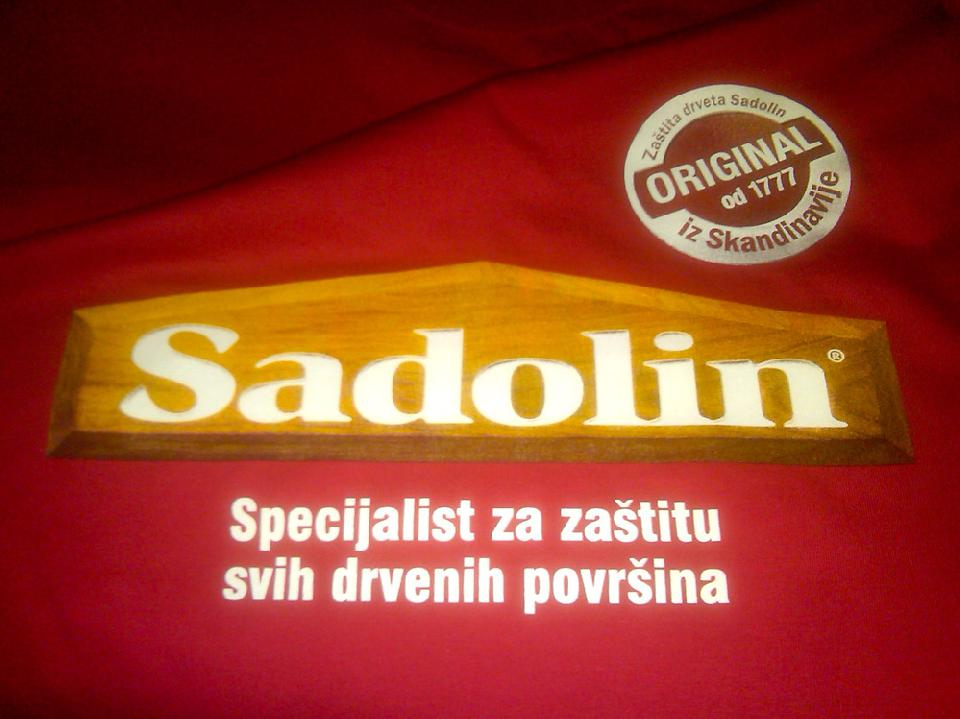 Zaštita drveta Sadolin
ORIGINAL
od 1777
iz Skandinavije
Sadolin®
Specijalist za zaštitu
svih drvenih površina